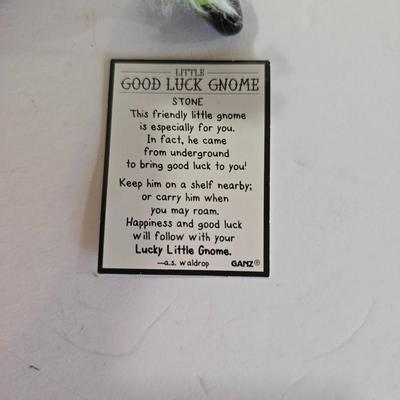 LITTLE
GOOD LUCK GNOME
STONE
This friendly little gnome
is especially for you.
In fact, he came
from underground
to bring good luck to you!
Keep him on a shelf nearby;
or carry him when
you may roam.
Happiness and good luck
will follow with your
Lucky Little Gnome.
—a.s. waldrop GANZ®